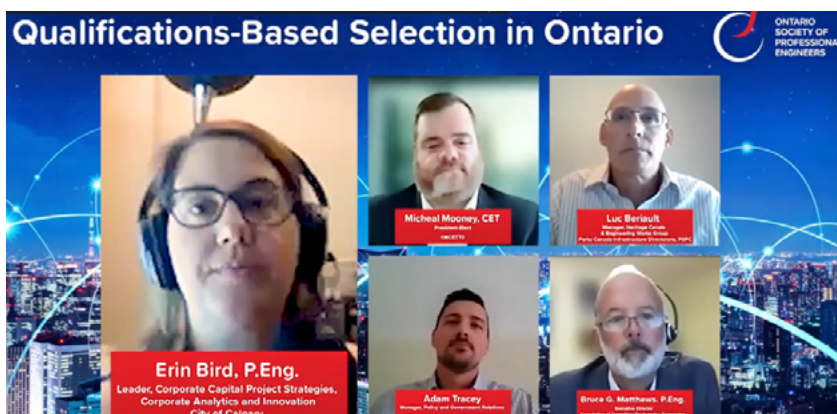 Qualifications-Based Selection in Ontario
ONTARIO
SOCIETY OF
PROFESSIONAL
ENGINEERS
Micheal Mooney, CET
President-Elect
Luc Beriault
Manager, Heritage Canals
& Engineering Works Group
Parks Canada Infrastructure Directorate, PSPC
Erin Bird, P.Eng.
Leader, Corporate Capital Project Strategies,
Corporate Analytics and Innovation
City of Calgary
Adam Tracey
Manager, Policy and Government Relations
Bruce G. Matthews, P.Eng.
Executive Director